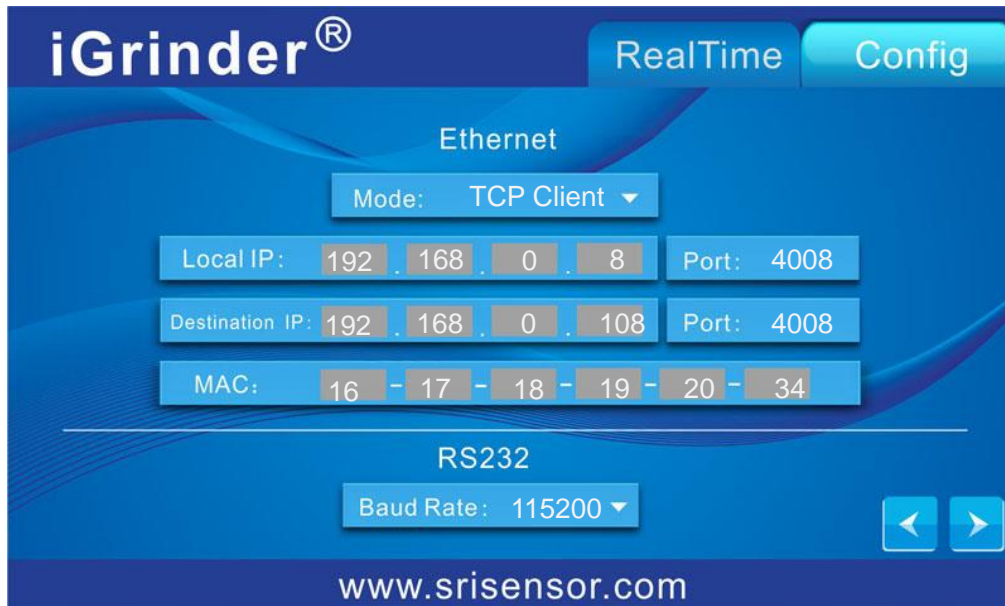 iGrinder®
RealTime
Config
Ethernet
Mode: TCP Client
Local IP: 192 . 168 . 0 . 8 Port: 4008
Destination IP: 192 . 168 . 0 . 108 Port: 4008
MAC: 16 - 17 - 18 - 19 - 20 - 34
RS232
Baud Rate: 115200
www.srisensor.com